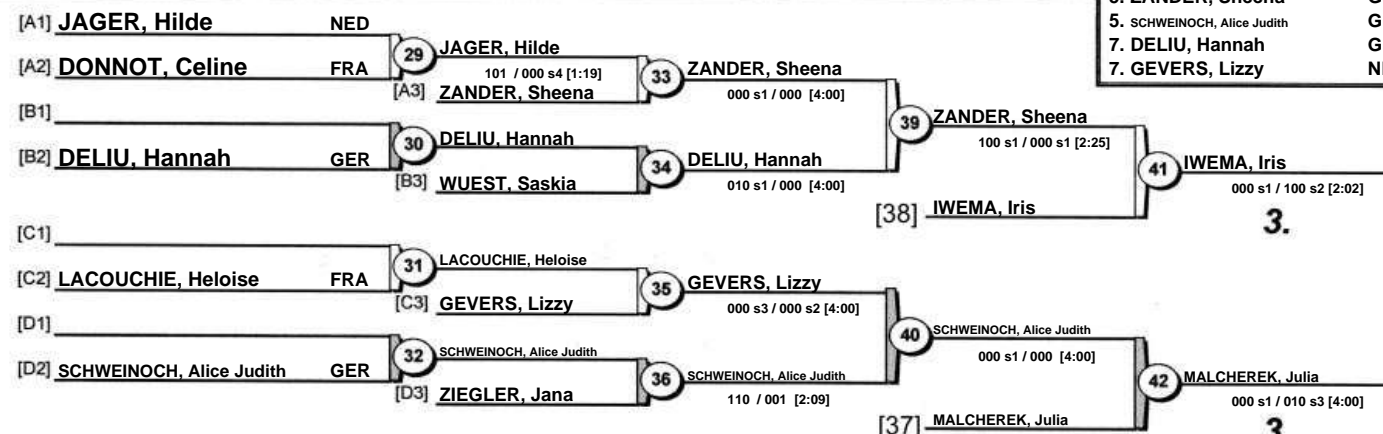 [A1] JAGER, Hilde NED
[A2] DONNOT, Celine FRA
29
JAGER, Hilde
101 / 000 s4 [1:19]
[A3] ZANDER, Sheena
33
ZANDER, Sheena
000 s1 / 000 [4:00]
[B1]
[B2] DELIU, Hannah GER
30
DELIU, Hannah
[B3] WUEST, Saskia
34
DELIU, Hannah
010 s1 / 000 [4:00]
39
ZANDER, Sheena
100 s1 / 000 s1 [2:25]
[38] IWEMA, Iris
41
IWEMA, Iris
000 s1 / 100 s2 [2:02]
3.
[C1]
[C2] LACOUCHIE, Heloise FRA
31
LACOUCHIE, Heloise
[C3] GEVERS, Lizzy
35
GEVERS, Lizzy
000 s3 / 000 s2 [4:00]
[D1]
[D2] SCHWEINOCH, Alice Judith GER
32
SCHWEINOCH, Alice Judith
[D3] ZIEGLER, Jana
36
SCHWEINOCH, Alice Judith
110 / 001 [2:09]
40
SCHWEINOCH, Alice Judith
000 s1 / 000 [4:00]
[37] MALCHEREK, Julia
42
MALCHEREK, Julia
000 s1 / 010 s3 [4:00]
3.
ZANDER, Sheena G
5. SCHWEINOCH, Alice Judith G
7. DELIU, Hannah G
7. GEVERS, Lizzy N